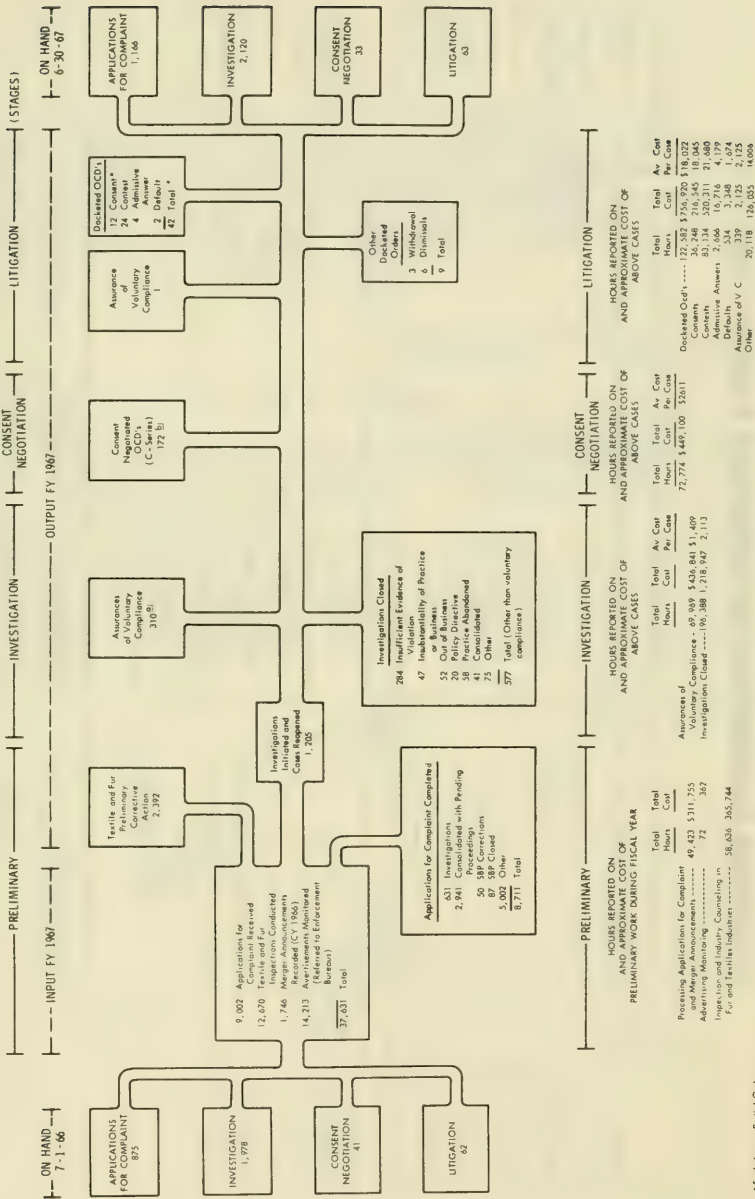 (STAGES)
ON HAND
7-1-66
PRELIMINARY
INVESTIGATION
CONSENT
NEGOTIATION
LITIGATION
ON HAND
6-30-67
INPUT FY 1967
OUTPUT FY 1967
APPLICATIONS
FOR COMPLAINT
875
INVESTIGATION
1,978
CONSENT
NEGOTIATION
41
LITIGATION
62
9,002 Applications for
Complaint Received
12,670 Textile and Fur
Inspections Conducted
1,746 Merger Announcements
Recorded (CY 1966)
14,213 Avertisements Monitored
(Referred to Enforcement
Bureaus)
37,631 Total
Textile and Fur
Preliminary
Corrective
Action
2,392
Applications for Complaint Completed
631 Investigations
2,941 Consolidated with Pending
Proceedings
50 SBP Corrections
87 SBP Closed
5,002 Other
8,711 Total
Investigations
Initiated and
Cases Reopened
1,205
Assurances
of Voluntary
Compliance
310
Investigations Closed
284 Insufficient Evidence of
Violation
47 Insubstantiality of Practice
or Business
52 Out of Business
20 Policy Directive
58 Practice Abandoned
41 Consolidated
75 Other
577 Total (Other than voluntary
compliance)
Consent
Negotiated
OCD's
(C - Series)
172 b/
Assurance
of
Voluntary
Compliance
1
Docketed OCD's
12 Consent*
24 Contest
4 Admissive
Answer
2 Default
42 Total *
Other
Docketed
Orders
3 Withdrawal
6 Dismissals
9 Total
APPLICATIONS
FOR COMPLAINT
1,166
INVESTIGATION
2,120
CONSENT
NEGOTIATION
33
LITIGATION
63
PRELIMINARY
HOURS REPORTED ON
AND APPROXIMATE COST OF
PRELIMINARY WORK DURING FISCAL YEAR
Total Total
Hours Cost
Processing Applications for Complaint
and Merger Announcements ------- 49,423 $311,755
Advertising Monitoring ------------ 72 362
Inspection and Industry Counseling in
Fur and Textiles Industries --------- 58,636 365,744
INVESTIGATION
HOURS REPORTED ON
AND APPROXIMATE COST OF
ABOVE CASES
Total Total Av Cost
Hours Cost Per Case
Assurances of
Voluntary Compliance - 69,969 $436,841 $1,409
Investigations Closed ----196,388 1,218,947 2,113
CONSENT
NEGOTIATION
HOURS REPORTED ON
AND APPROXIMATE COST OF
ABOVE CASES
Total Total Av Cost
Hours Cost Per Case
72,774 $449,100 $2611
LITIGATION
HOURS REPORTED ON
AND APPROXIMATE COST OF
ABOVE CASES
Total Total Av Cost
Hours Cost Per Case
Docketed Ocd's ----122,582 $756,920 $18,022
Consents 36,248 216,545 18,045
Contests 83,134 520,311 21,680
Admissive Answers 2,666 16,716 4,179
Defaults 534 3,348 1,674
Assurance of V C 339 2,125 2,125
Other 20,118 126,055 14,006